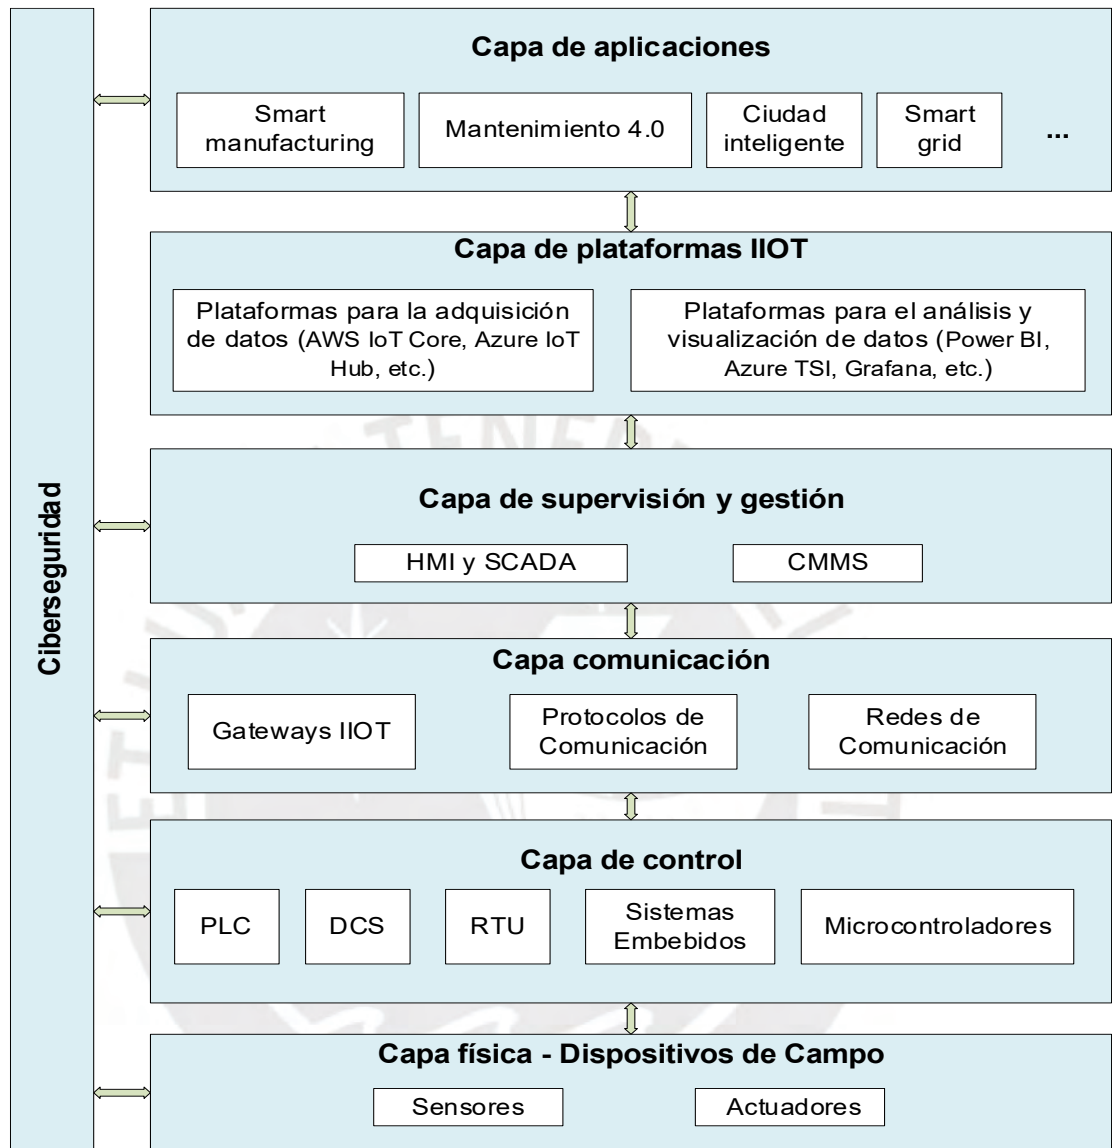 Ciberseguridad
Capa de aplicaciones
Smart
manufacturing
Mantenimiento 4.0
Ciudad
inteligente
Smart
grid
...
Capa de plataformas IIOT
Plataformas para la adquisición
de datos (AWS IoT Core, Azure IoT
Hub, etc.)
Plataformas para el análisis y
visualización de datos (Power BI,
Azure TSI, Grafana, etc.)
Capa de supervisión y gestión
HMI y SCADA
CMMS
Capa comunicación
Gateways IIOT
Protocolos de
Comunicación
Redes de
Comunicación
Capa de control
PLC
DCS
RTU
Sistemas
Embebidos
Microcontroladores
Capa física - Dispositivos de Campo
Sensores
Actuadores